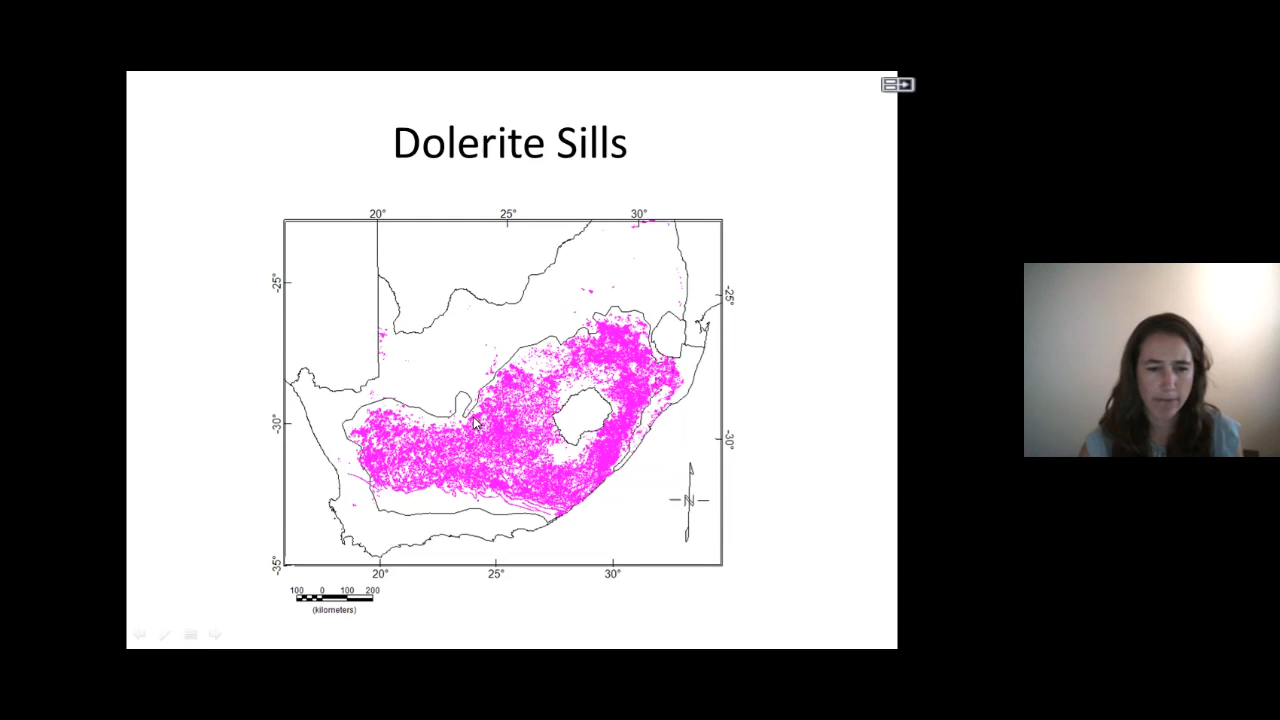 Dolerite Sills
20° 25° 30°
-25° -25°
-30° -30°
N
-35°
20° 25° 30°
100 0 100 200
(kilometers)